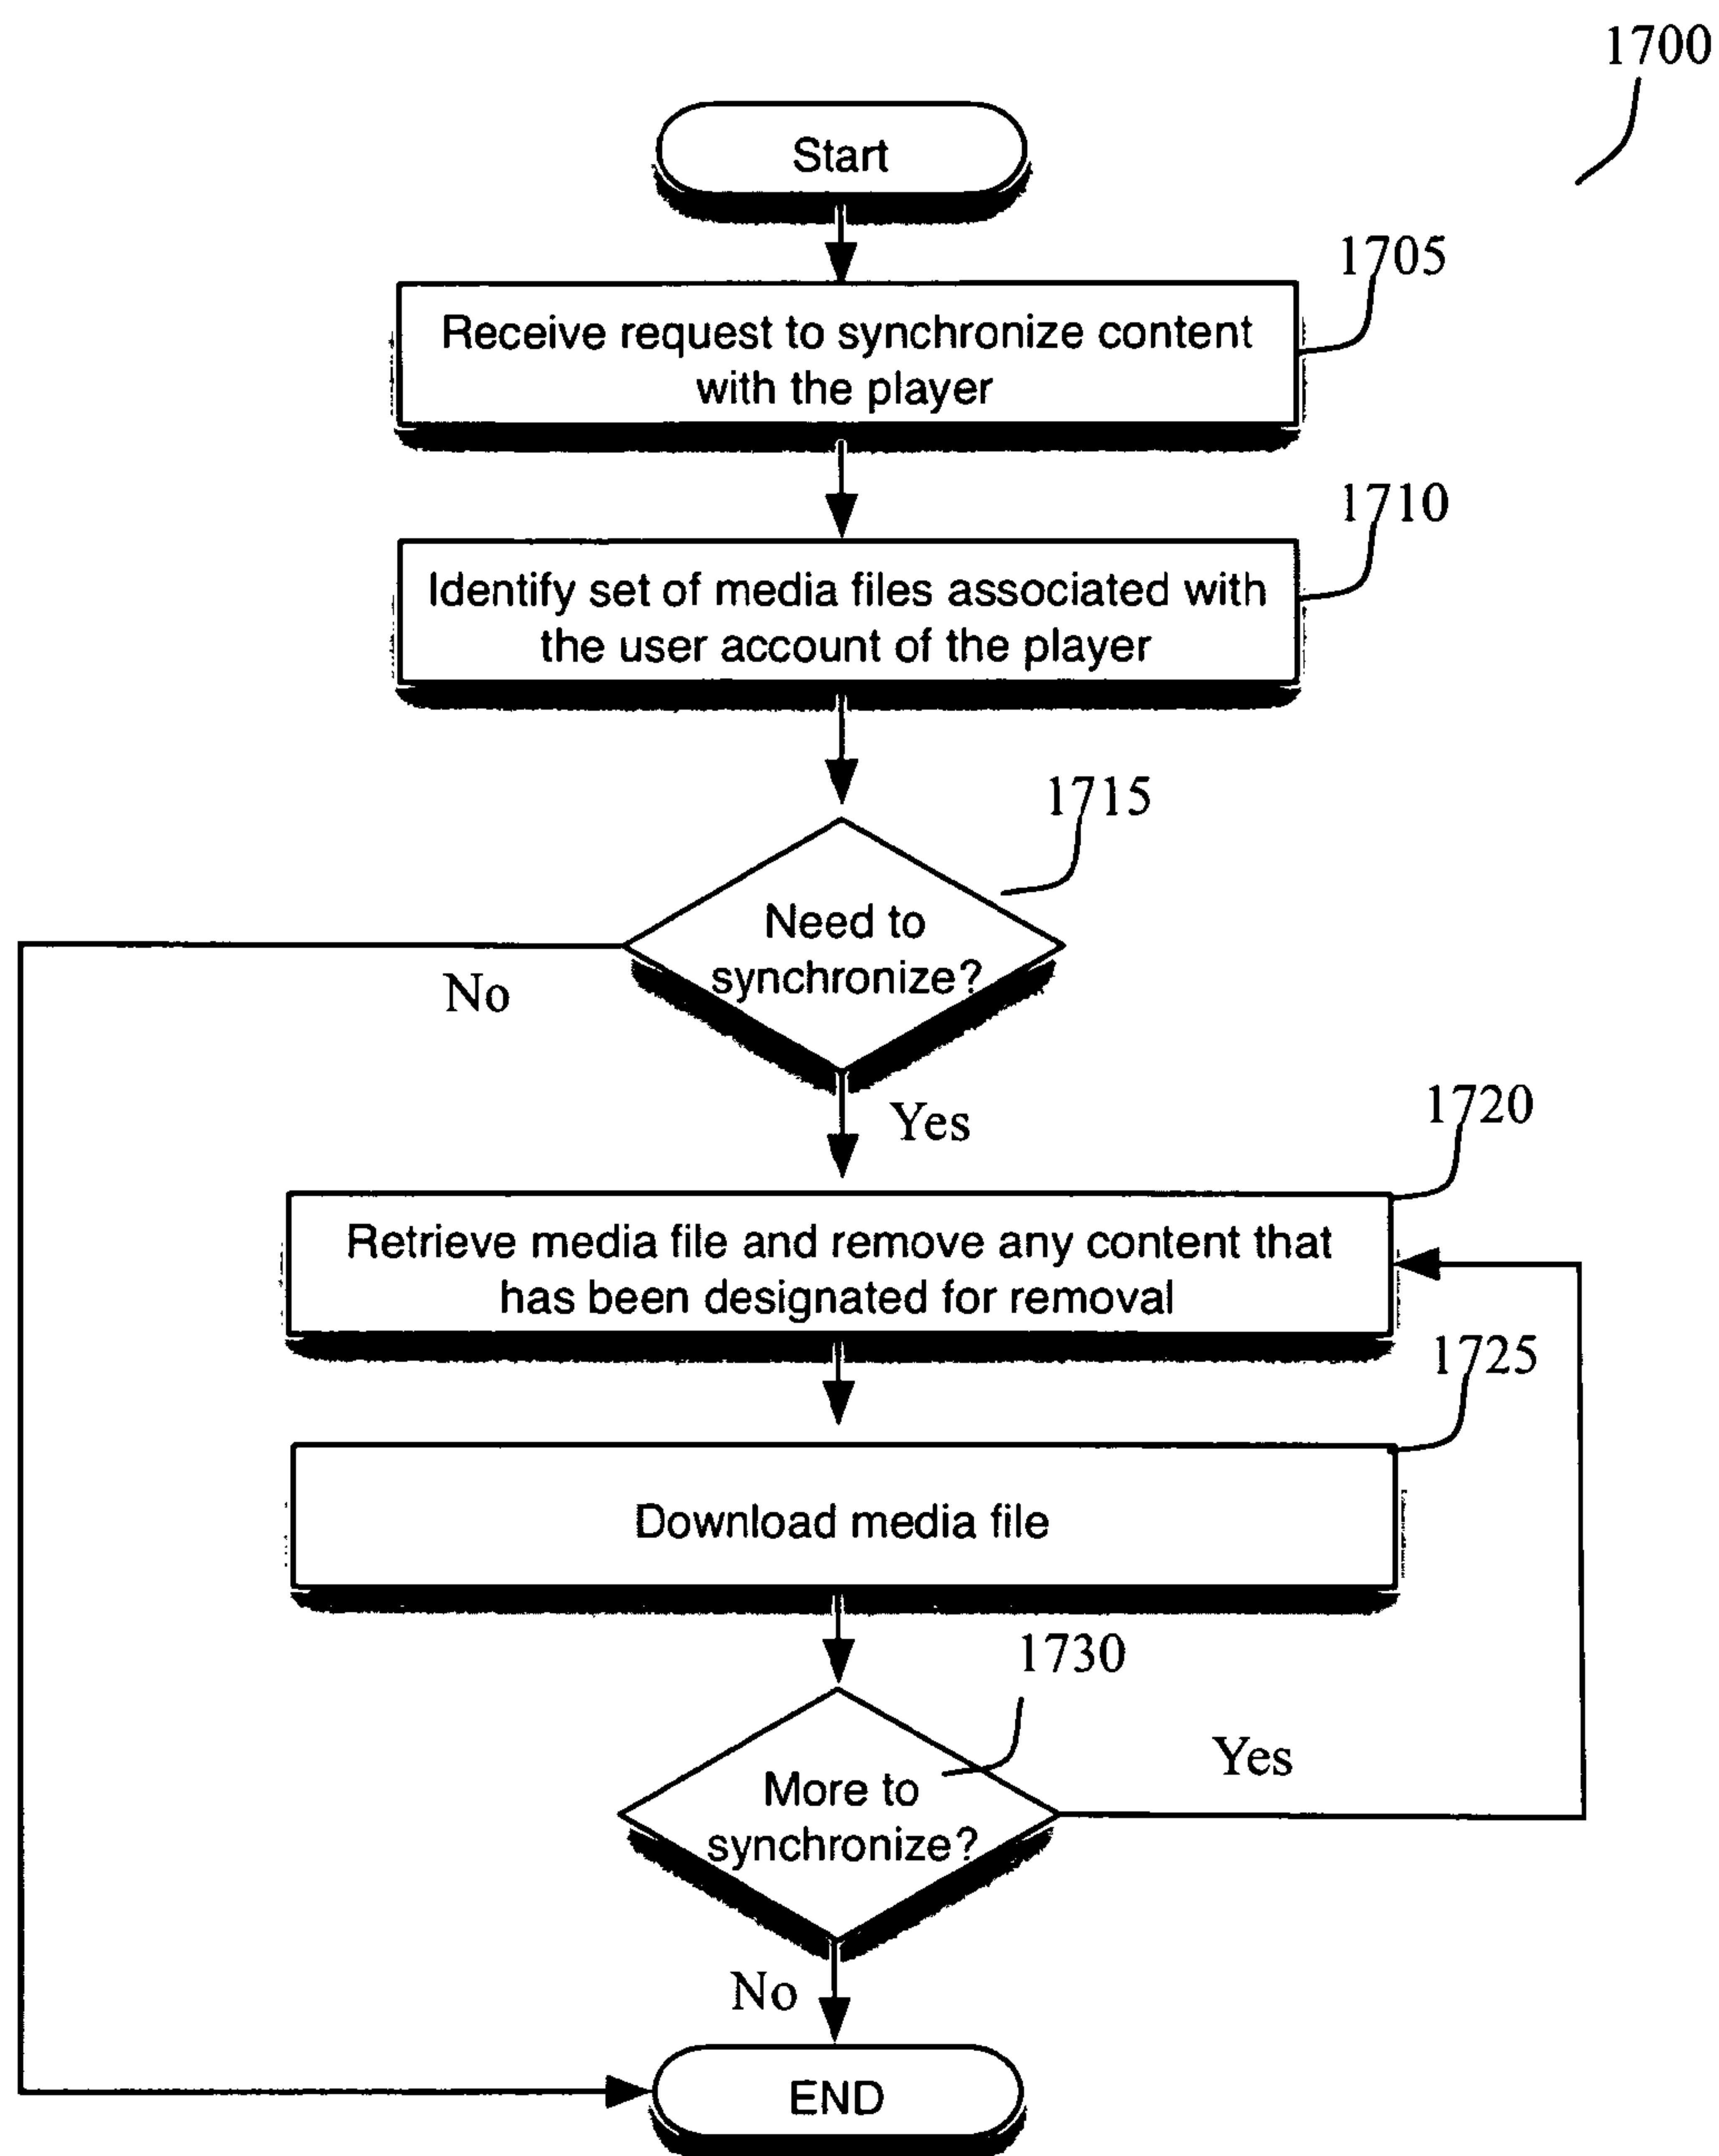 1700
Start
1705
Receive request to synchronize content
with the player
1710
Identify set of media files associated with
the user account of the player
1715
Need to
synchronize?
No
Yes
1720
Retrieve media file and remove any content that
has been designated for removal
1725
Download media file
1730
More to
synchronize?
Yes
No
END